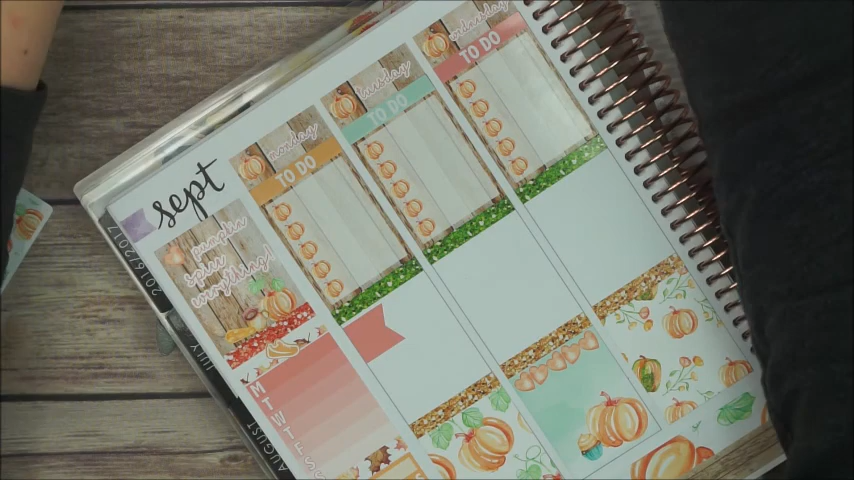 sept
pumpkin
spice
everything!
monday
TO DO
tuesday
TO DO
wednesday
TO DO
M
T
W
T
F
S
S
2016/2017
JULY
AUGUST